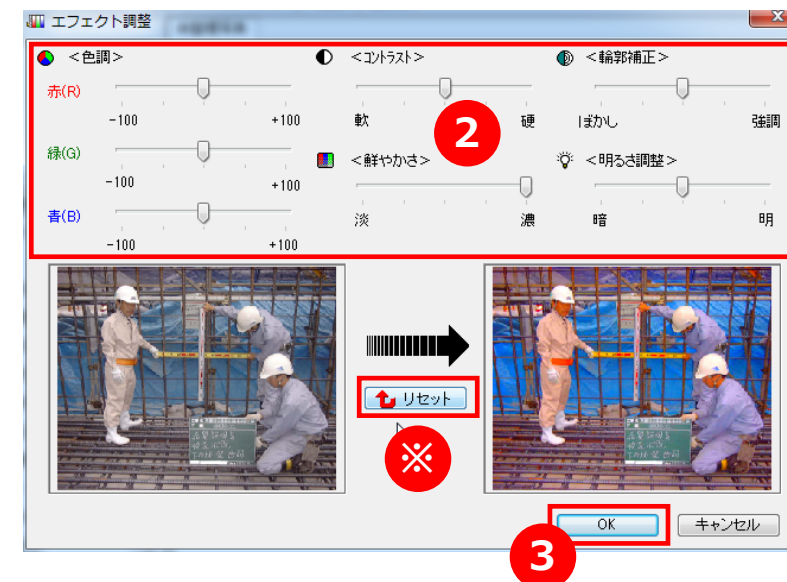 エフェクト調整
<色調>
<コントラスト>
<輪郭補正>
赤(R)
-100 +100
軟 硬
ぼかし 強調
2
緑(G)
-100 +100
<鮮やかさ>
淡 濃
<明るさ調整>
暗 明
青(B)
-100 +100
リセット
※
OK
キャンセル
3